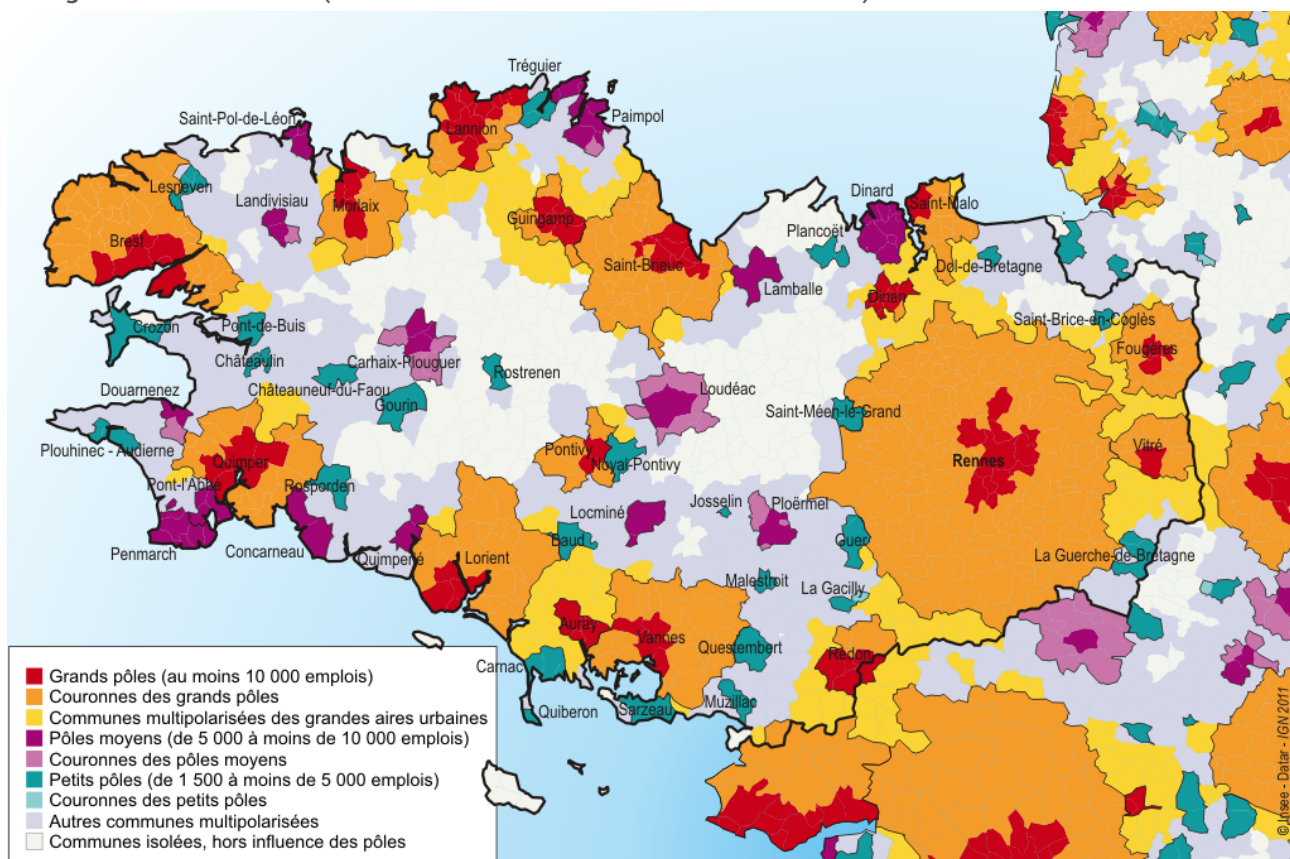 Tréguier
Saint-Pol-de-Léon
Paimpol
Lannion
Lesneven
Landivisiau
Morlaix
Guingamp
Dinard
Saint-Malo
Plancoët
Brest
Saint-Brieuc
Dol-de-Bretagne
Lamballe
Dinan
Crozon
Pont-de-Buis
Saint-Brice-en-Coglès
Fougères
Châteaulin
Carhaix-Plouguer
Rostrenen
Douarnenez
Châteauneuf-du-Faou
Loudéac
Gourin
Saint-Méen-le-Grand
Plouhinec - Audierne
Quimper
Pontivy
Noyal-Pontivy
Rennes
Vitré
Pont-l'Abbé
Rosporden
Josselin
Ploërmel
Locminé
Penmarch
Concarneau
Quimperlé
Lorient
Baud
Guer
La Guerche-de-Bretagne
Malestroit
La Gacilly
Auray
Vannes
Questembert
Rédon
Carnac
Quiberon
Sarzeau
Muzillac
Grands pôles (au moins 10 000 emplois)
Couronnes des grands pôles
Communes multipolarisées des grandes aires urbaines
Pôles moyens (de 5 000 à moins de 10 000 emplois)
Couronnes des pôles moyens
Petits pôles (de 1 500 à moins de 5 000 emplois)
Couronnes des petits pôles
Autres communes multipolarisées
Communes isolées, hors influence des pôles
© Insee - Datar - IGN 2011